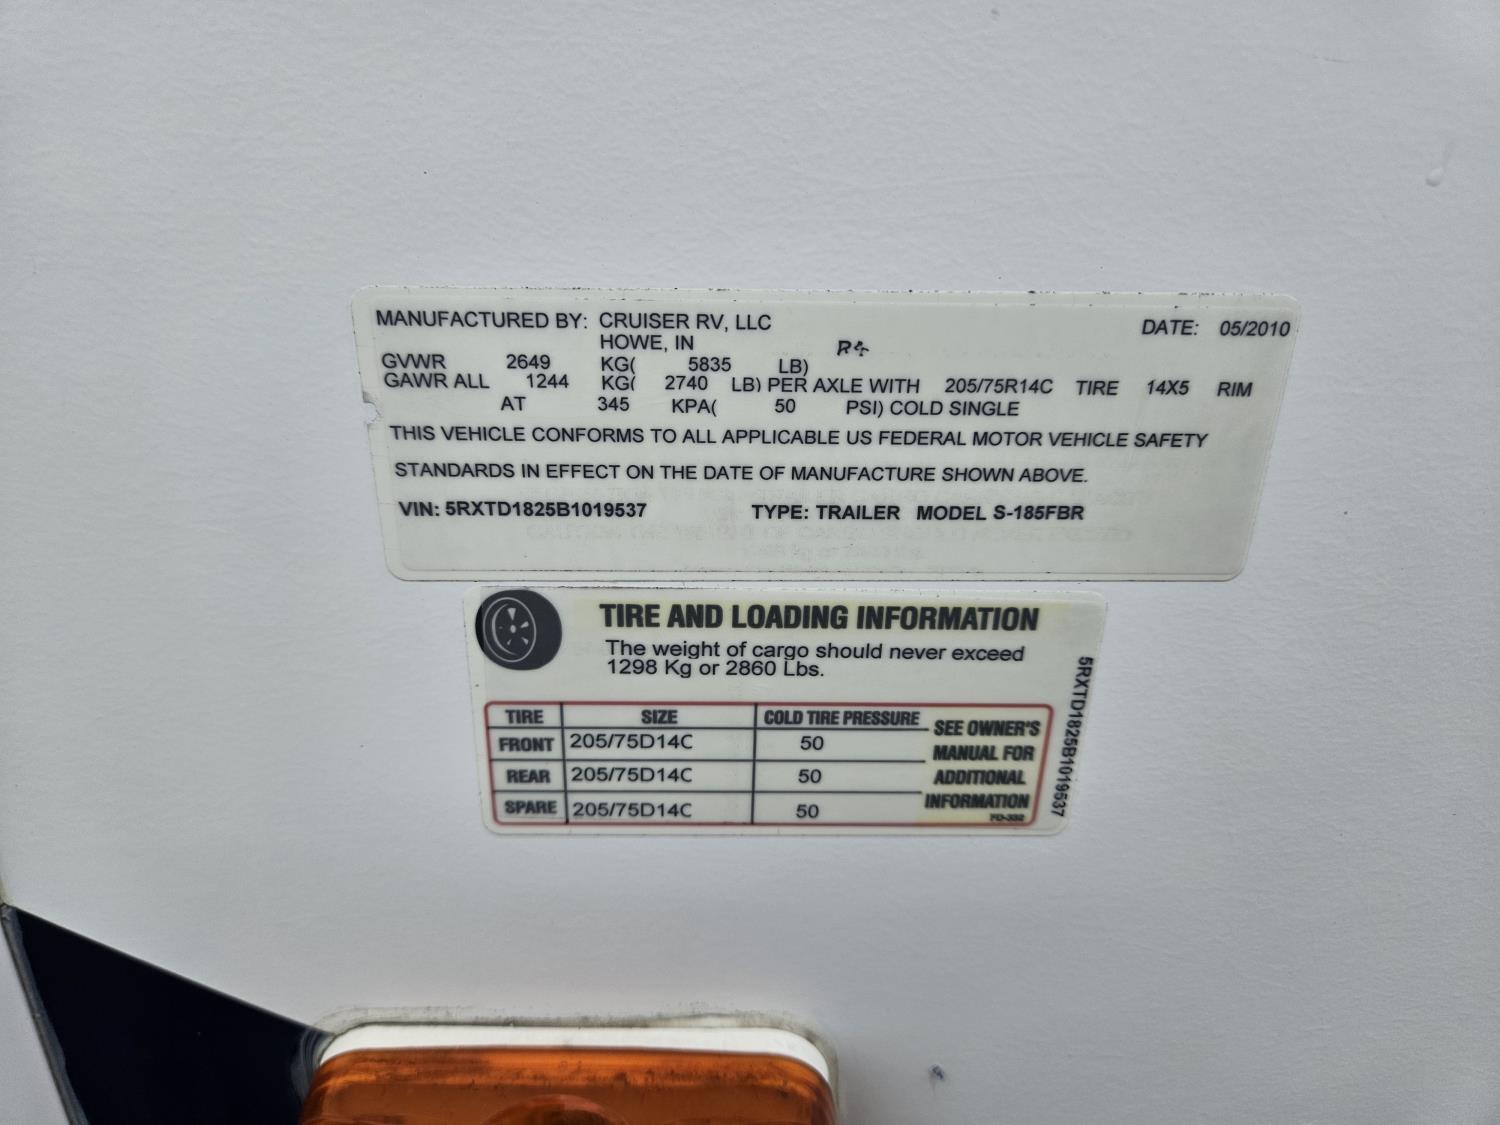 MANUFACTURED BY: CRUISER RV, LLC DATE: 05/2010
HOWE, IN
GVWR 2649 KG( 5835 LB)
GAWR ALL 1244 KG( 2740 LB) PER AXLE WITH 205/75R14C TIRE 14X5 RIM
AT 345 KPA( 50 PSI) COLD SINGLE
THIS VEHICLE CONFORMS TO ALL APPLICABLE US FEDERAL MOTOR VEHICLE SAFETY
STANDARDS IN EFFECT ON THE DATE OF MANUFACTURE SHOWN ABOVE.
VIN: 5RXTD1825B1019537 TYPE: TRAILER MODEL S-185FBR
TIRE AND LOADING INFORMATION
The weight of cargo should never exceed
1298 Kg or 2860 Lbs.
TIRE SIZE COLD TIRE PRESSURE
FRONT 205/75D14C 50
REAR 205/75D14C 50
SPARE 205/75D14C 50
SEE OWNER'S
MANUAL FOR
ADDITIONAL
INFORMATION
FD-332
5RXTD1825B1019537